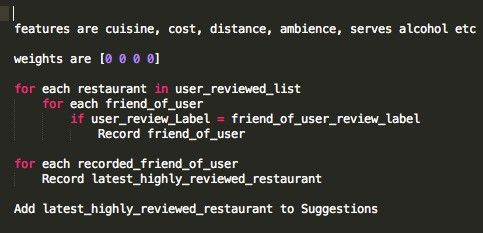 features are cuisine, cost, distance, ambience, serves alcohol etc
weights are [0 0 0 0]
for each restaurant in user_reviewed_list
for each friend_of_user
if user_review_Label = friend_of_user_review_label
Record friend_of_user
for each recorded_friend_of_user
Record latest_highly_reviewed_restaurant
Add latest_highly_reviewed_restaurant to Suggestions